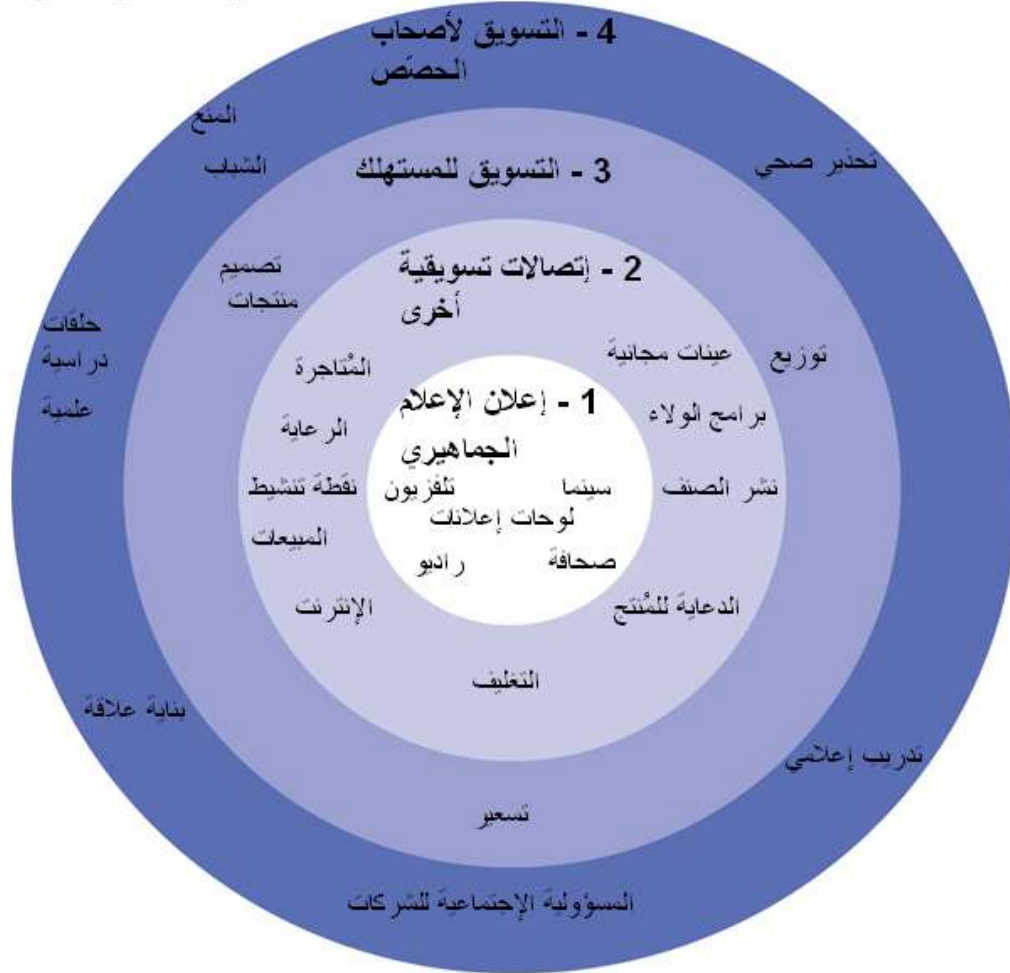 4 - التسويق لأصحاب
الحصص
المنع
الشباب
تحذير صحي
3 - التسويق للمستهلك
تصميم
منتجات
2 - إتصالات تسويقية
أخرى
حلقات
دراسية
علمية
توزيع
عينات مجانية
المُتاجرة
برامج الولاء
الرعاية
1 - إعلان الإعلام
الجماهيري
نشر الصنف
سينما
تلفزيون
نقطة تنشيط
المبيعات
لوحات إعلانات
صحافة
راديو
الدعاية للمُنتج
الإنترنت
التغليف
بناية علاقة
تدريب إعلامي
تسعير
المسؤولية الإجتماعية للشركات